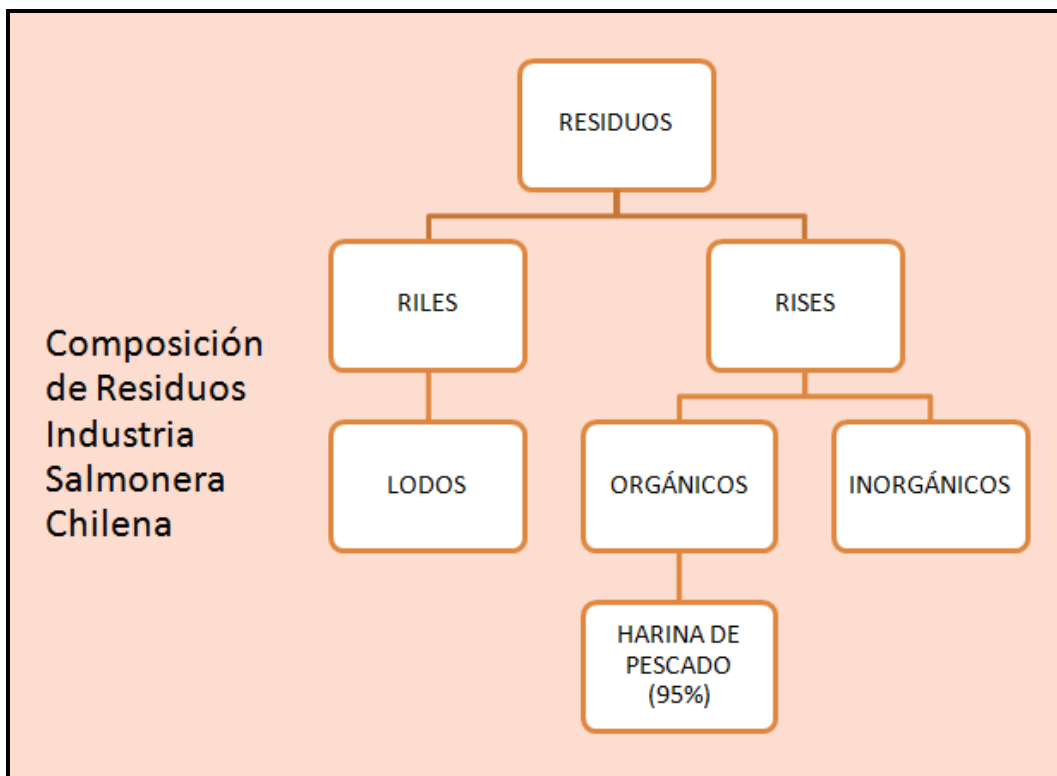 RESIDUOS
RILES
RISES
Composición
de Residuos
Industria
Salmonera
Chilena
LODOS
ORGÁNICOS
INORGÁNICOS
HARINA DE
PESCADO
(95%)